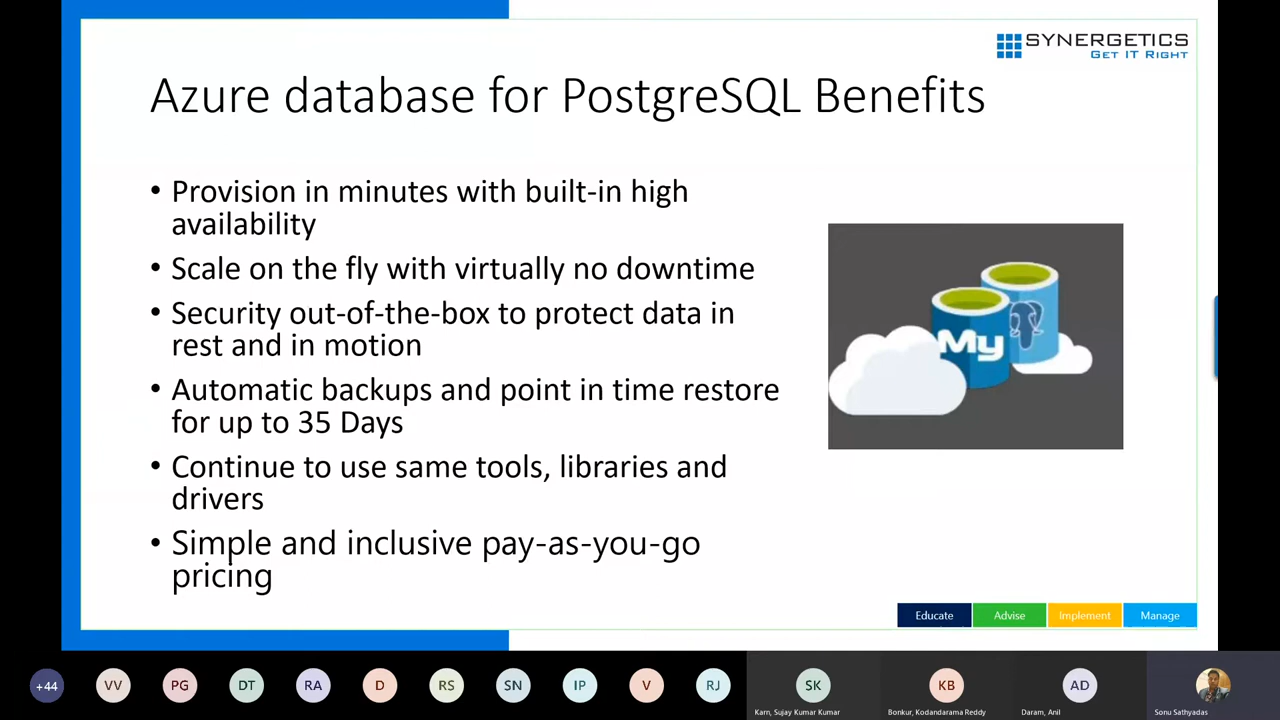 SYNERGETICS
GET IT RIGHT
Azure database for PostgreSQL Benefits
• Provision in minutes with built-in high
availability
• Scale on the fly with virtually no downtime
• Security out-of-the-box to protect data in
rest and in motion
• Automatic backups and point in time restore
for up to 35 Days
• Continue to use same tools, libraries and
drivers
• Simple and inclusive pay-as-you-go
pricing
My
Educate Advise Implement Manage
+44 VV PG DT RA D RS SN IP V RJ SK KB AD
Karn, Sujay Kumar Kumar Bonkur, Kodandarama Reddy Daram, Anil Sonu Sathyadas